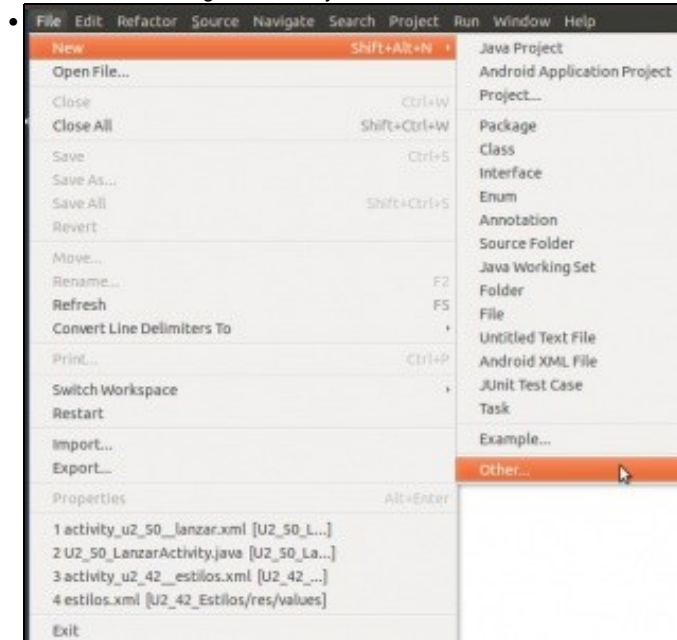 File Edit Refactor Source Navigate Search Project Run Window Help
New Shift+Alt+N
Open File...
Close Ctrl+W
Close All Shift+Ctrl+W
Save Ctrl+S
Save As...
Save All Shift+Ctrl+S
Revert
Move...
Rename... F2
Refresh F5
Convert Line Delimiters To
Print... Ctrl+P
Switch Workspace
Restart
Import...
Export...
Properties Alt+Enter
1 activity_u2_50__lanzar.xml [U2_50_L...]
2 U2_50_LanzarActivity.java [U2_50_La...]
3 activity_u2_42__estilos.xml [U2_42_...]
4 estilos.xml [U2_42_Estilos/res/values]
Exit
Java Project
Android Application Project
Project...
Package
Class
Interface
Enum
Annotation
Source Folder
Java Working Set
Folder
File
Untitled Text File
Android XML File
JUnit Test Case
Task
Example...
Other...